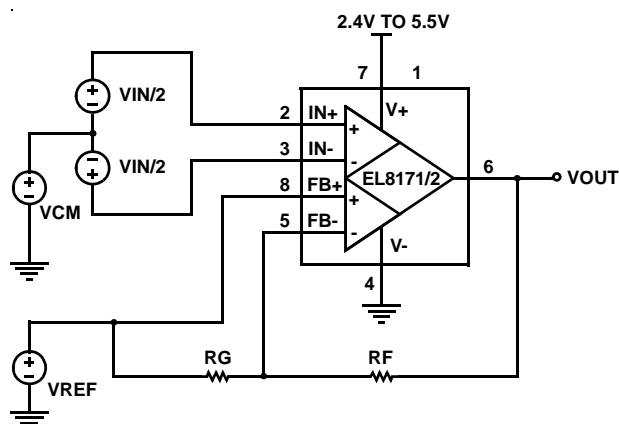 2.4V TO 5.5V
7 1
VIN/2
2 IN+
V+
+
-
3 IN-
VIN/2
EL8171/2
6
VOUT
8 FB+
+
-
5 FB-
VCM
V-
4
RG
RF
VREF